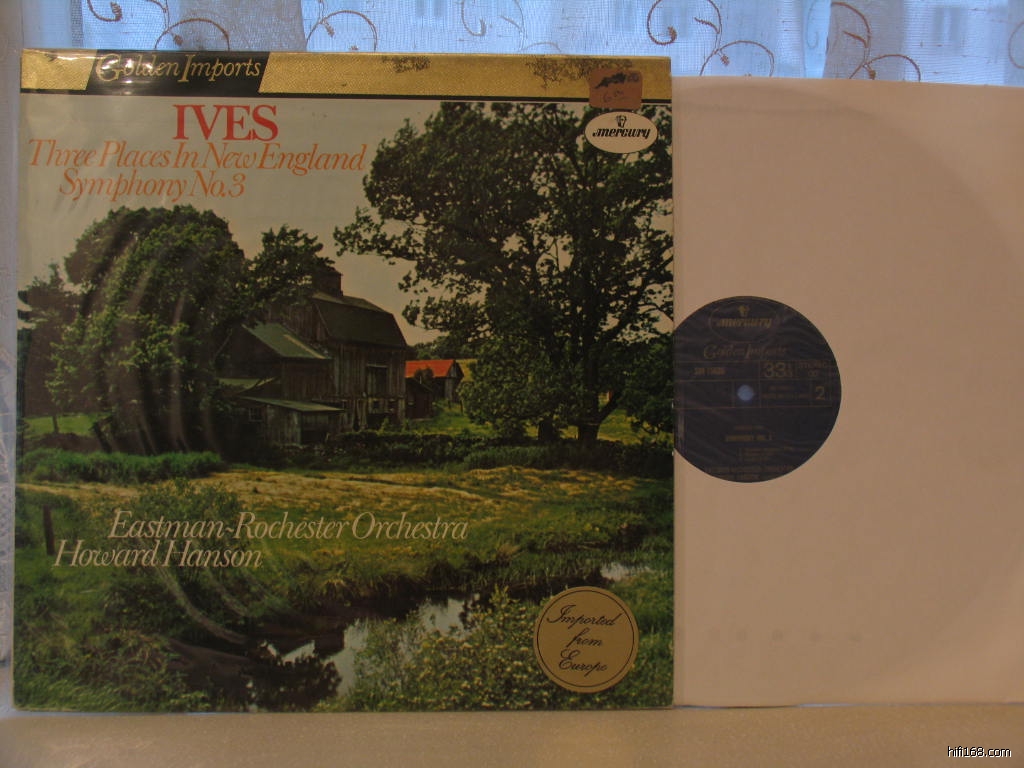 Golden Imports
IVES
Three Places In New England
Symphony No.3
mercury
Eastman~Rochester Orchestra
Howard Hanson
Imported
from
Europe
mercury
Golden Imports
33⅓
STEREO
2
SYMPHONY NO. 3
hifi168.com